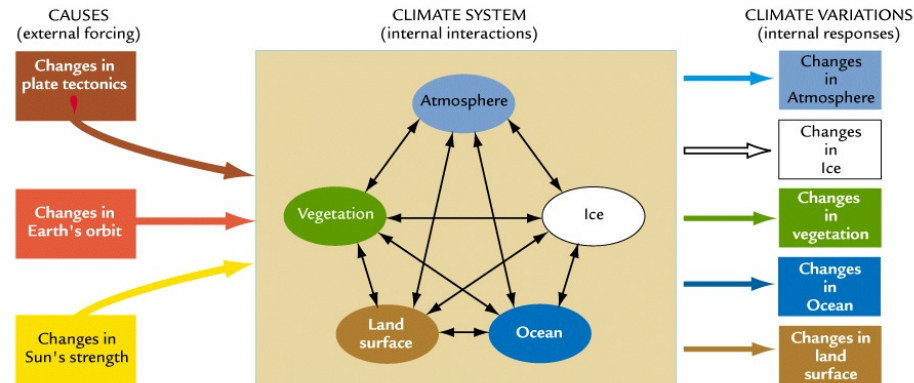 CAUSES
(external forcing)
Changes in
plate tectonics
Changes in
Earth's orbit
Changes in
Sun's strength
CLIMATE SYSTEM
(internal interactions)
Atmosphere
Vegetation
Ice
Land
surface
Ocean
CLIMATE VARIATIONS
(internal responses)
Changes
in
Atmosphere
Changes
in
Ice
Changes
in
vegetation
Changes
in
Ocean
Changes in
land
surface